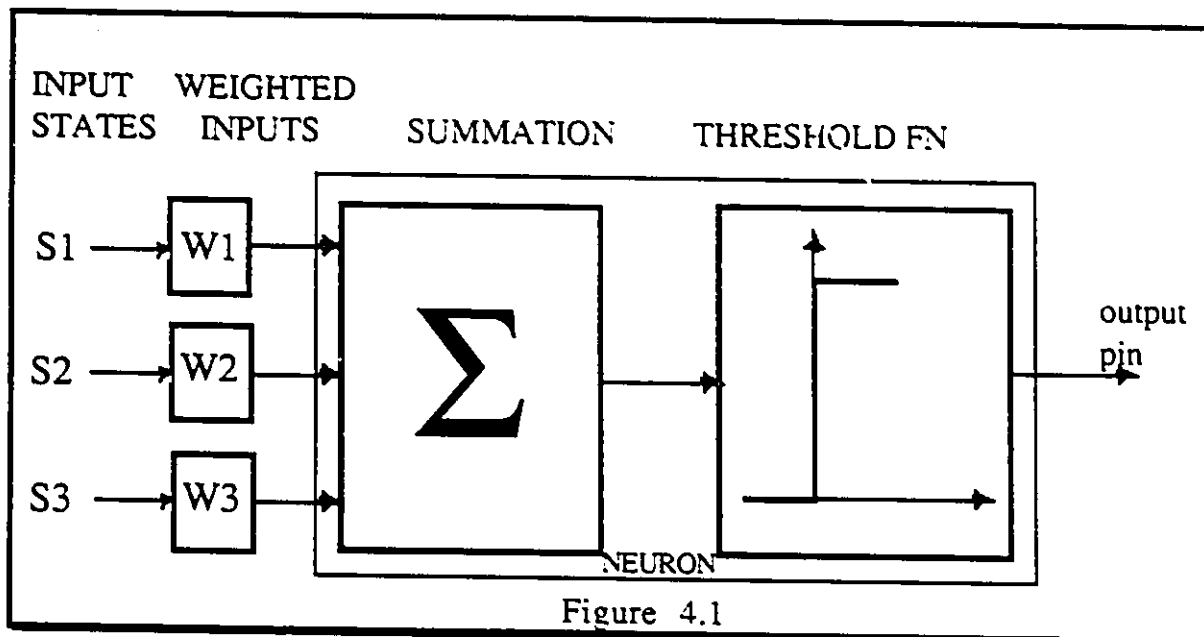 INPUT WEIGHTED
STATES INPUTS SUMMATION THRESHOLD FN
S1 W1
S2 W2
S3 W3
Σ
output
pin
NEURON
Figure 4.1